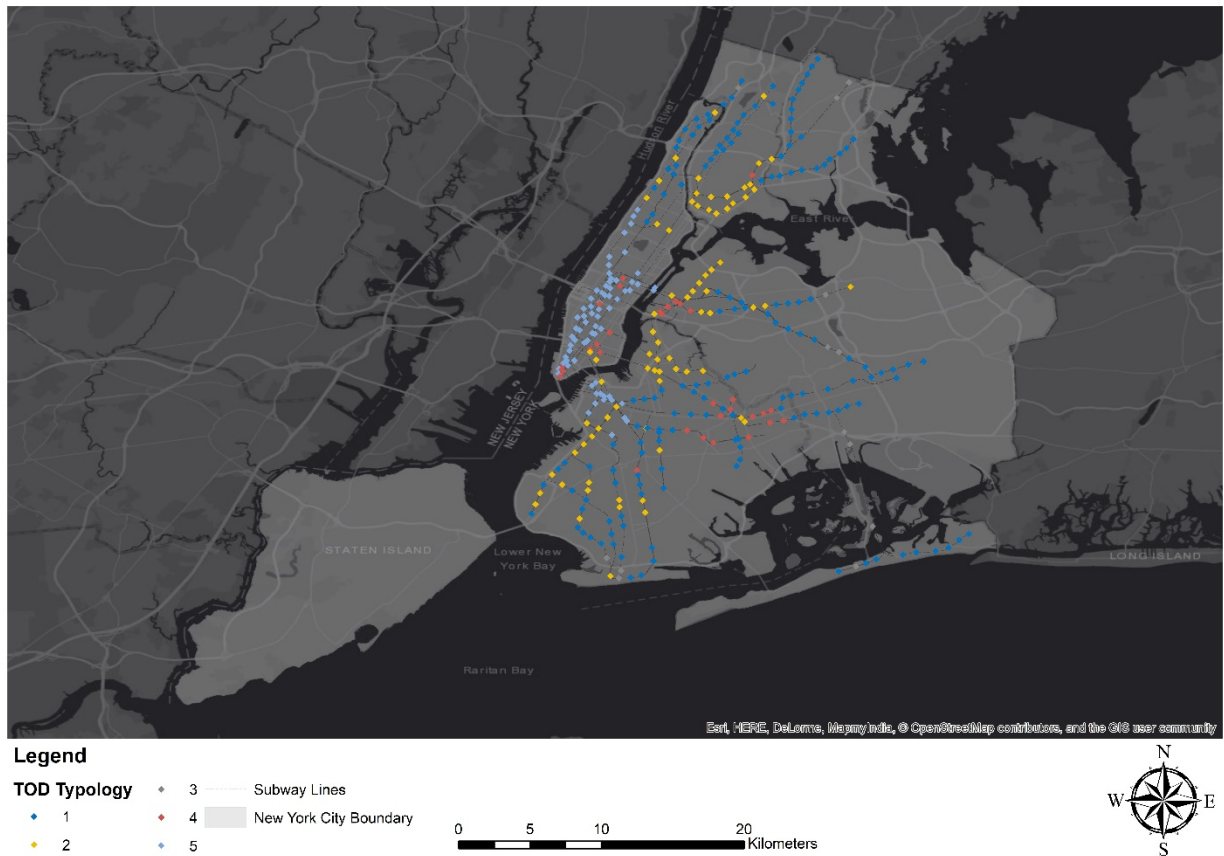 Hudson River
East River
NEW JERSEY
NEW YORK
STATEN ISLAND
Lower New
York Bay
LONG ISLAND
Raritan Bay
Esri, HERE, DeLorme, MapmyIndia, © OpenStreetMap contributors, and the GIS user community
Legend
TOD Typology
1
2
3
4
5
Subway Lines
New York City Boundary
0 5 10 20
Kilometers
N
W E
S